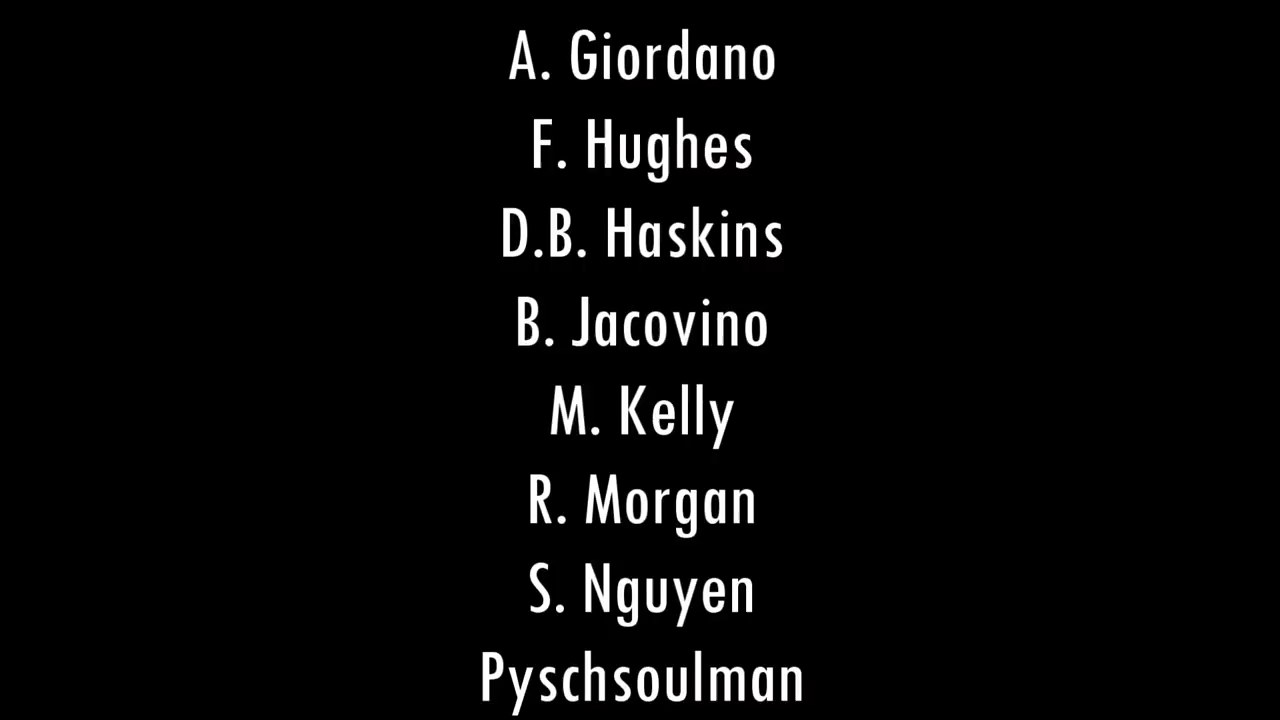 A. Giordano
F. Hughes
D.B. Haskins
B. Jacovino
M. Kelly
R. Morgan
S. Nguyen
Pyschsoulman